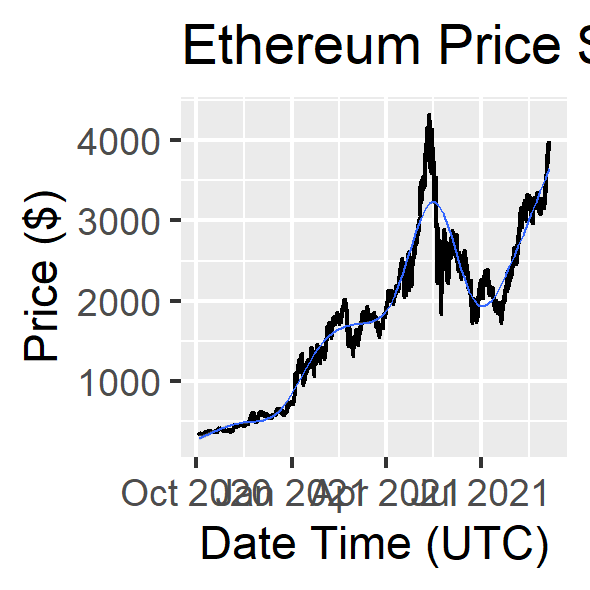 Ethereum Price
Price ($)
4000
3000
2000
1000
Oct 2020 Jan 2021 Apr 2021 Jul 2021
Date Time (UTC)